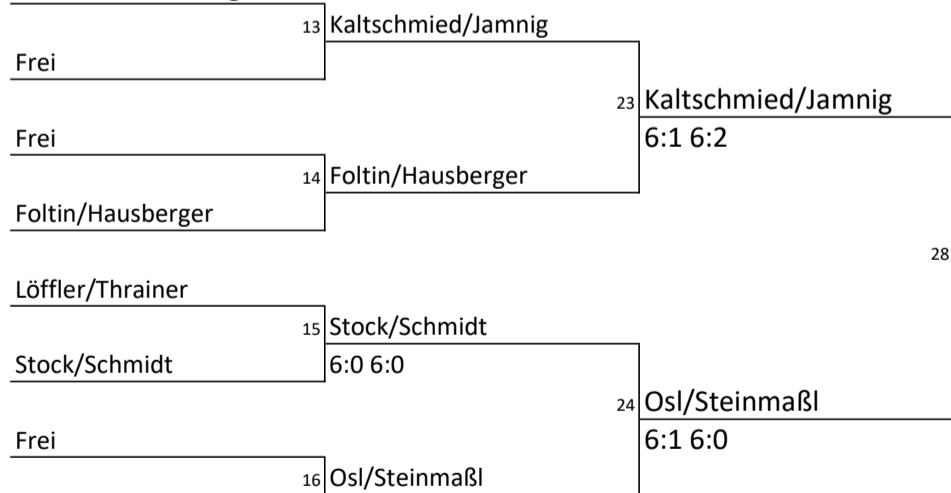 13 Kaltschmied/Jamnig
Frei
23 Kaltschmied/Jamnig
Frei
6:1 6:2
14 Foltin/Hausberger
Foltin/Hausberger
28
Löffler/Thrainer
15 Stock/Schmidt
Stock/Schmidt
6:0 6:0
24 Osl/Steinmaßl
Frei
6:1 6:0
16 Osl/Steinmaßl